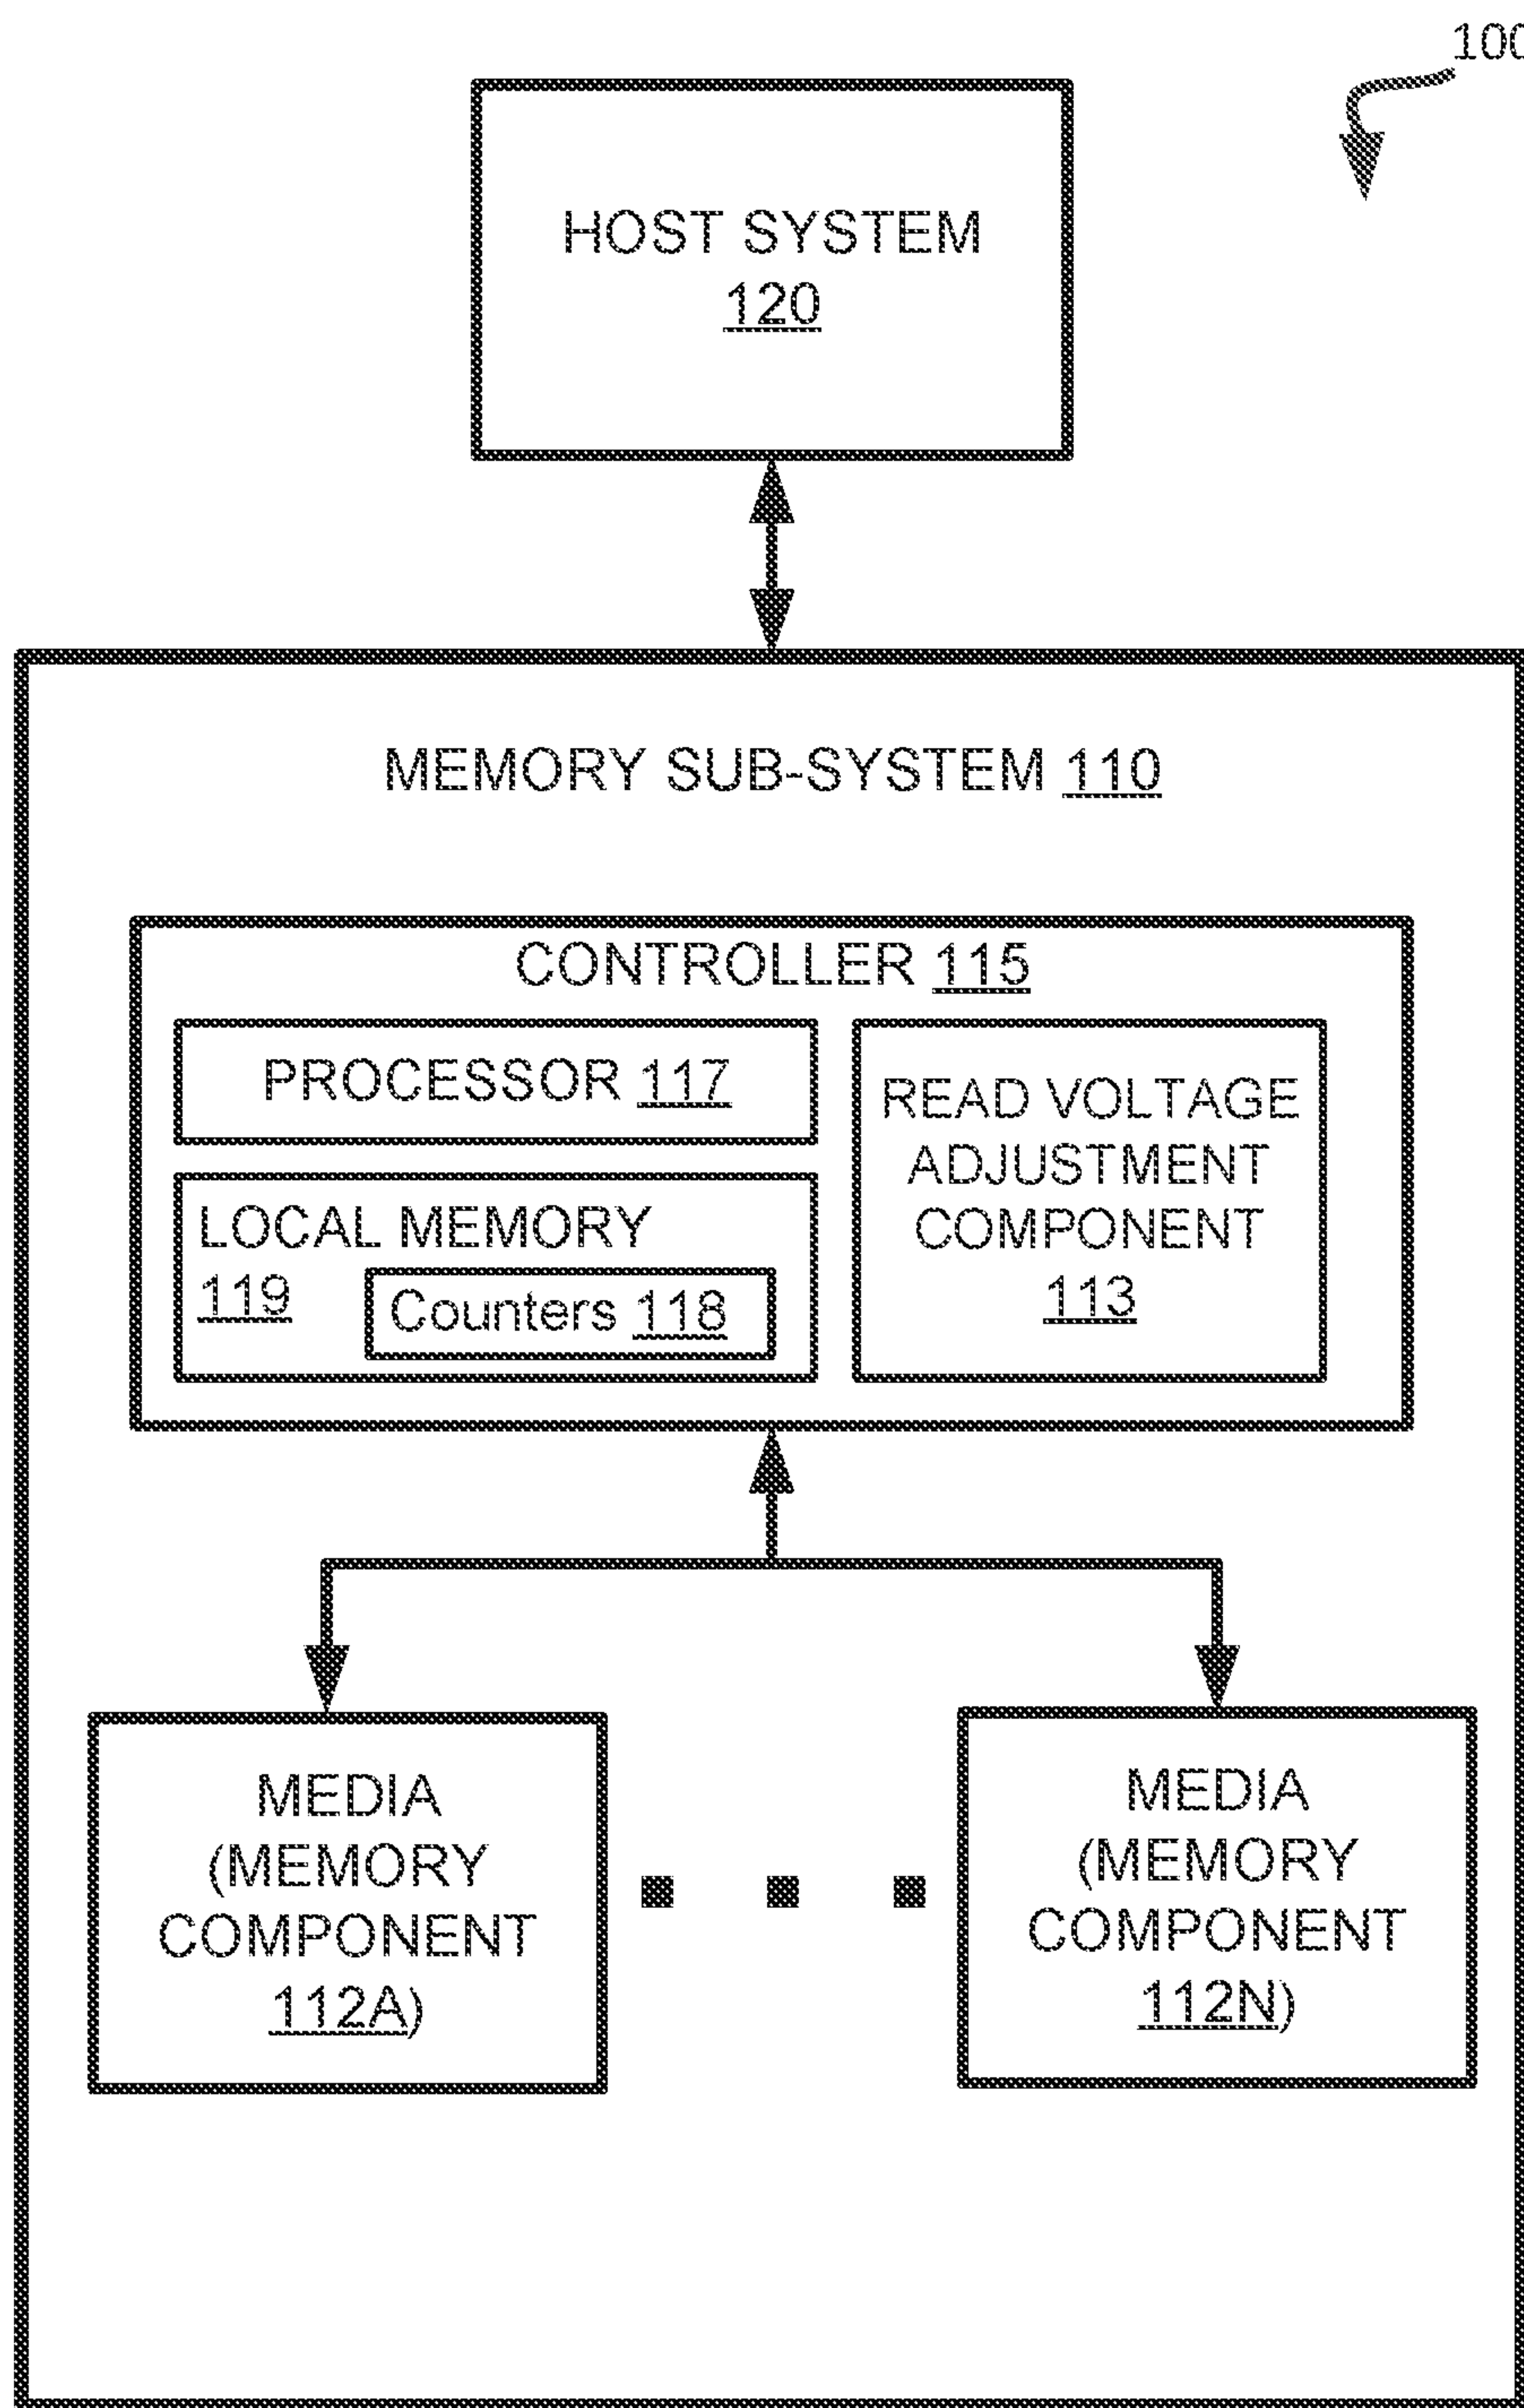 100
HOST SYSTEM
120
MEMORY SUB-SYSTEM 110
CONTROLLER 115
PROCESSOR 117
LOCAL MEMORY
119
Counters 118
READ VOLTAGE
ADJUSTMENT
COMPONENT
113
MEDIA
(MEMORY
COMPONENT
112A)
MEDIA
(MEMORY
COMPONENT
112N)